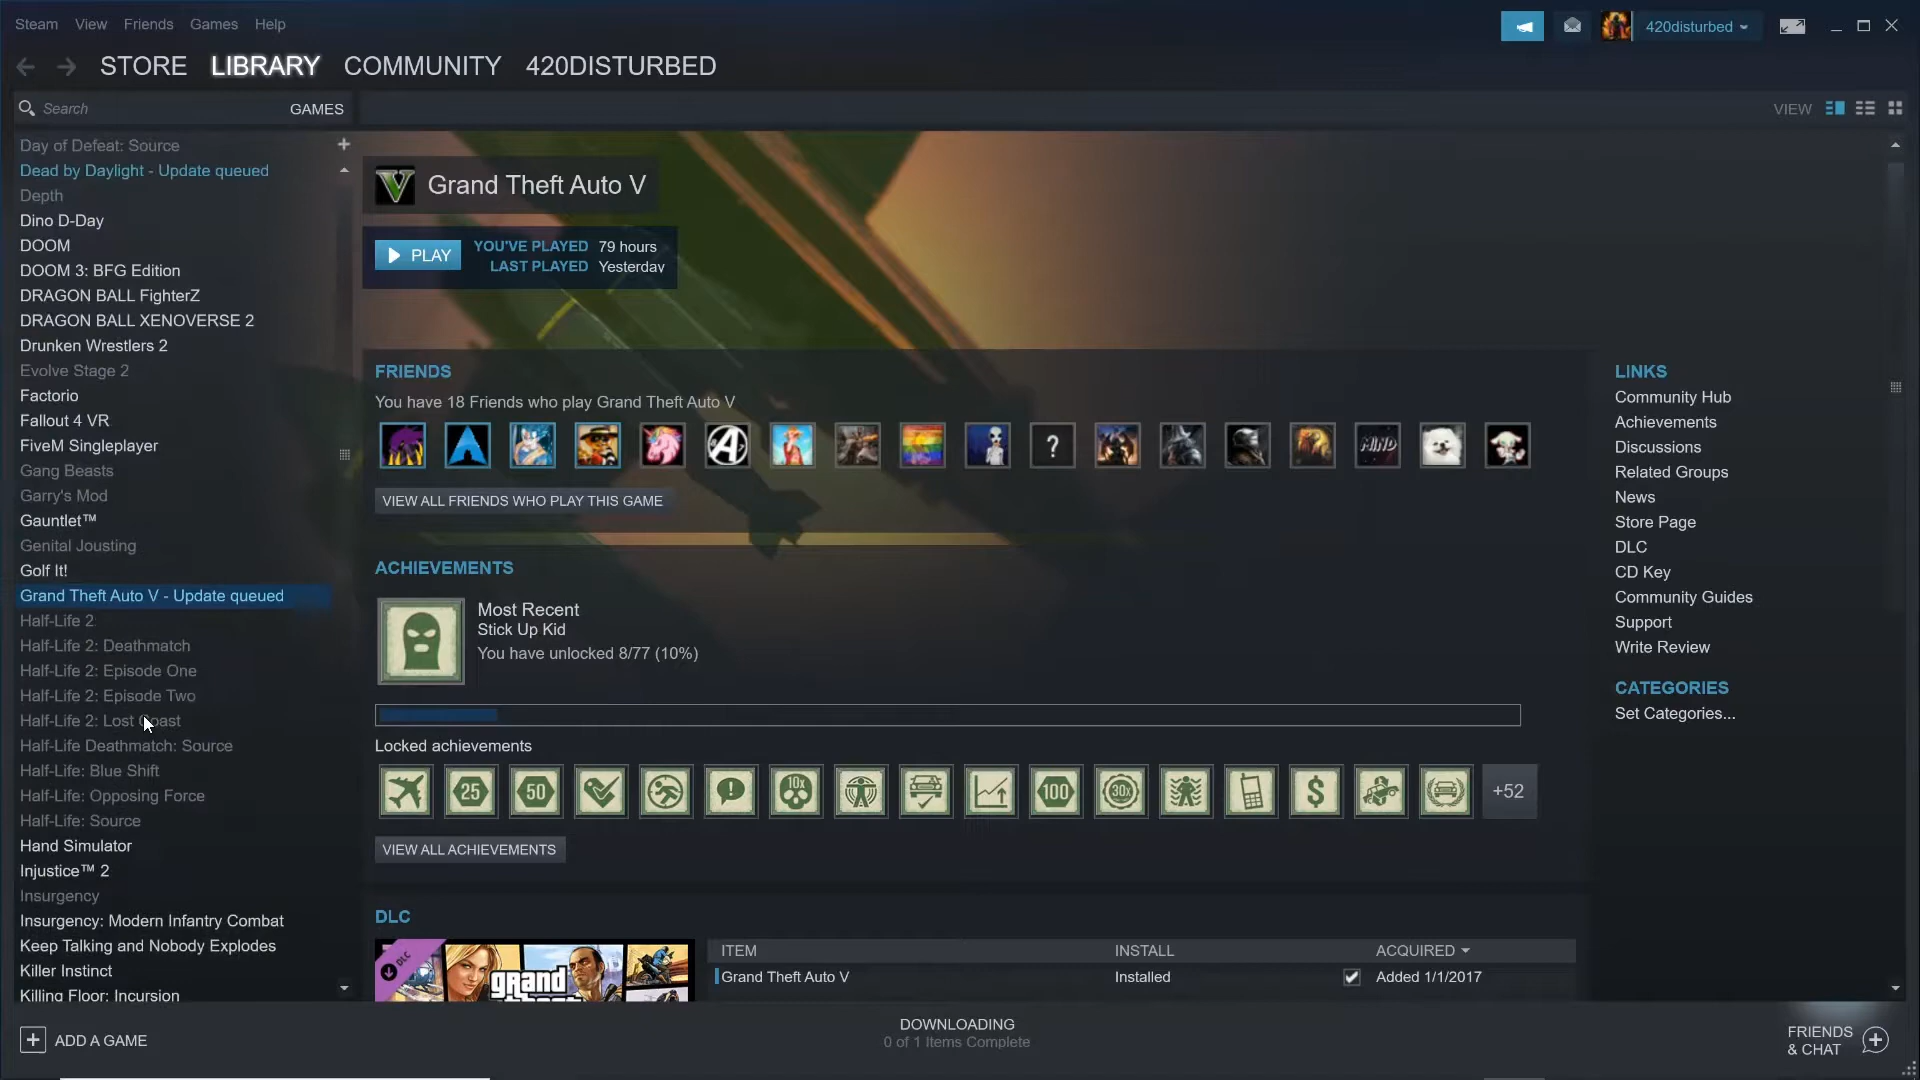 Steam View Friends Games Help
420disturbed
STORE LIBRARY COMMUNITY 420DISTURBED
Search GAMES
VIEW
Day of Defeat: Source
Dead by Daylight - Update queued
Depth
Dino D-Day
DOOM
DOOM 3: BFG Edition
DRAGON BALL FighterZ
DRAGON BALL XENOVERSE 2
Drunken Wrestlers 2
Evolve Stage 2
Factorio
Fallout 4 VR
FiveM Singleplayer
Gang Beasts
Garry's Mod
Gauntlet™
Genital Jousting
Golf It!
Grand Theft Auto V - Update queued
Half-Life 2
Half-Life 2: Deathmatch
Half-Life 2: Episode One
Half-Life 2: Episode Two
Half-Life 2: Lost Coast
Half-Life Deathmatch: Source
Half-Life: Blue Shift
Half-Life: Opposing Force
Half-Life: Source
Hand Simulator
Injustice™ 2
Insurgency
Insurgency: Modern Infantry Combat
Keep Talking and Nobody Explodes
Killer Instinct
Killing Floor: Incursion
V Grand Theft Auto V
PLAY
YOU'VE PLAYED 79 hours
LAST PLAYED Yesterday
FRIENDS
You have 18 Friends who play Grand Theft Auto V
?
MIND
VIEW ALL FRIENDS WHO PLAY THIS GAME
ACHIEVEMENTS
Most Recent
Stick Up Kid
You have unlocked 8/77 (10%)
Locked achievements
25 50 ! 10x 100 30x $ +52
VIEW ALL ACHIEVEMENTS
DLC
DLC
grand
ITEM INSTALL ACQUIRED
Grand Theft Auto V Installed Added 1/1/2017
LINKS
Community Hub
Achievements
Discussions
Related Groups
News
Store Page
DLC
CD Key
Community Guides
Support
Write Review
CATEGORIES
Set Categories...
+ ADD A GAME
DOWNLOADING
0 of 1 Items Complete
FRIENDS
& CHAT